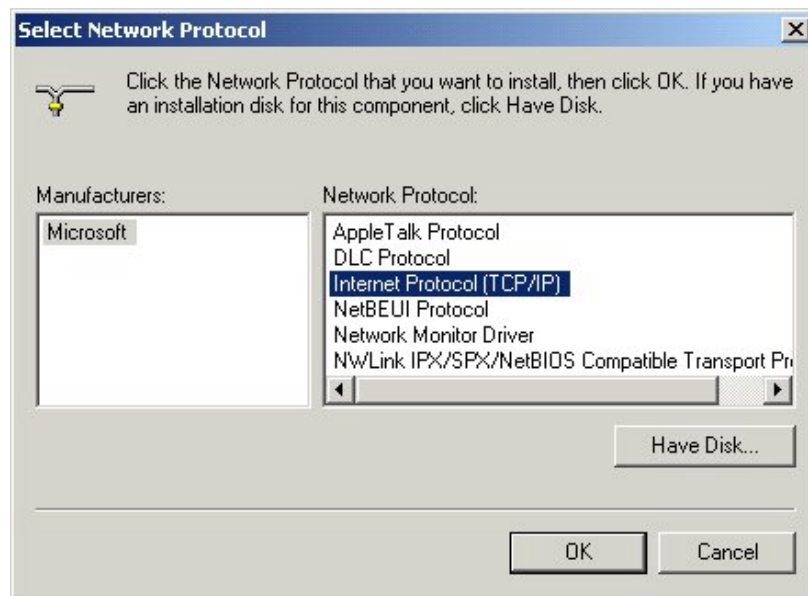 Select Network Protocol
Click the Network Protocol that you want to install, then click OK. If you have
an installation disk for this component, click Have Disk.
Manufacturers:
Microsoft
Network Protocol:
AppleTalk Protocol
DLC Protocol
Internet Protocol (TCP/IP)
NetBEUI Protocol
Network Monitor Driver
NWLink IPX/SPX/NetBIOS Compatible Transport Pr
Have Disk...
OK
Cancel